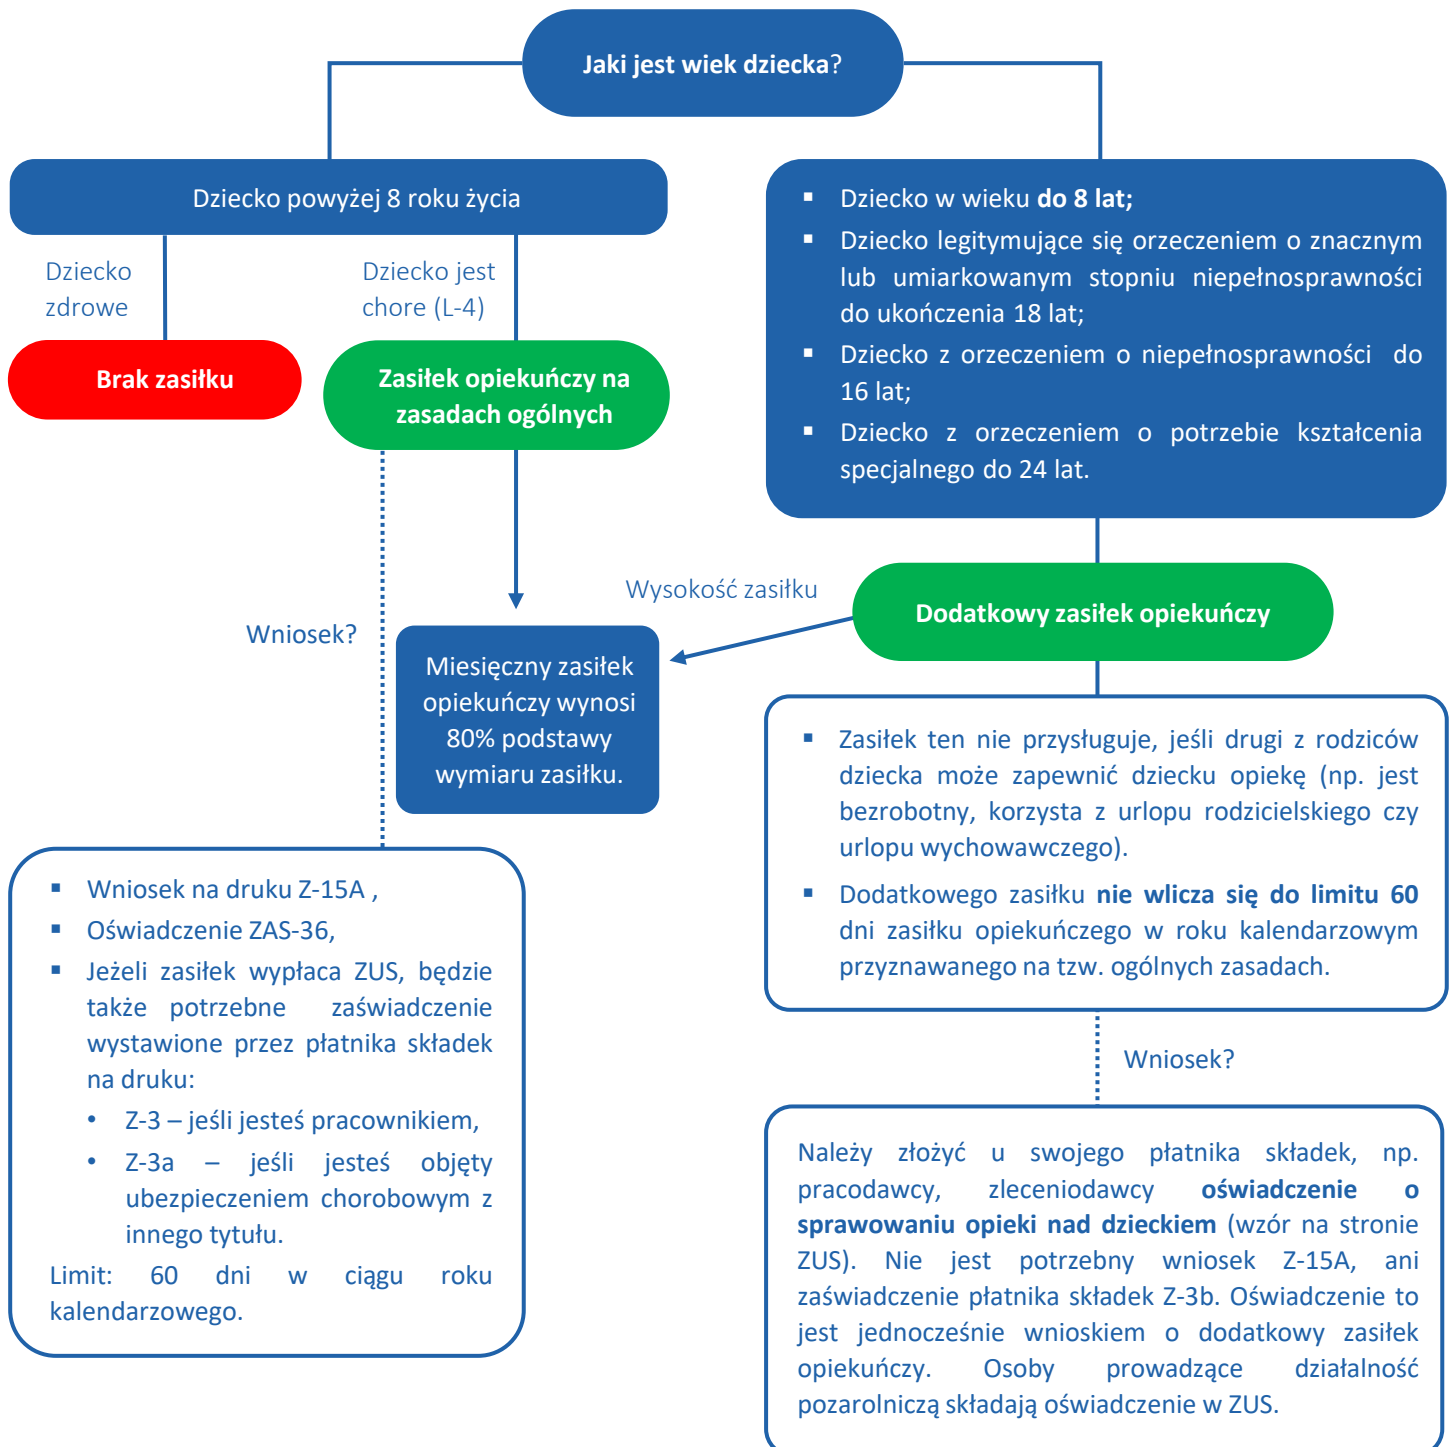 Jaki jest wiek dziecka?
Dziecko powyżej 8 roku życia
Dziecko
zdrowe
Dziecko jest
chore (L-4)
Brak zasiłku
Zasiłek opiekuńczy na
zasadach ogólnych
▪ Dziecko w wieku do 8 lat;
▪ Dziecko legitymujące się orzeczeniem o znacznym
lub umiarkowanym stopniu niepełnosprawności
do ukończenia 18 lat;
▪ Dziecko z orzeczeniem o niepełnosprawności do
16 lat;
▪ Dziecko z orzeczeniem o potrzebie kształcenia
specjalnego do 24 lat.
Wysokość zasiłku
Dodatkowy zasiłek opiekuńczy
Wniosek?
Miesięczny zasiłek
opiekuńczy wynosi
80% podstawy
wymiaru zasiłku.
▪ Zasiłek ten nie przysługuje, jeśli drugi z rodziców
dziecka może zapewnić dziecku opiekę (np. jest
bezrobotny, korzysta z urlopu rodzicielskiego czy
urlopu wychowawczego).
▪ Dodatkowego zasiłku nie wlicza się do limitu 60
dni zasiłku opiekuńczego w roku kalendarzowym
przyznawanego na tzw. ogólnych zasadach.
▪ Wniosek na druku Z-15A ,
▪ Oświadczenie ZAS-36,
▪ Jeżeli zasiłek wypłaca ZUS, będzie
także potrzebne zaświadczenie
wystawione przez płatnika składek
na druku:
• Z-3 – jeśli jesteś pracownikiem,
• Z-3a – jeśli jesteś objęty
ubezpieczeniem chorobowym z
innego tytułu.
Limit: 60 dni w ciągu roku
kalendarzowego.
Wniosek?
Należy złożyć u swojego płatnika składek, np.
pracodawcy, zleceniodawcy oświadczenie o
sprawowaniu opieki nad dzieckiem (wzór na stronie
ZUS). Nie jest potrzebny wniosek Z-15A, ani
zaświadczenie płatnika składek Z-3b. Oświadczenie to
jest jednocześnie wnioskiem o dodatkowy zasiłek
opiekuńczy. Osoby prowadzące działalność
pozarolniczą składają oświadczenie w ZUS.